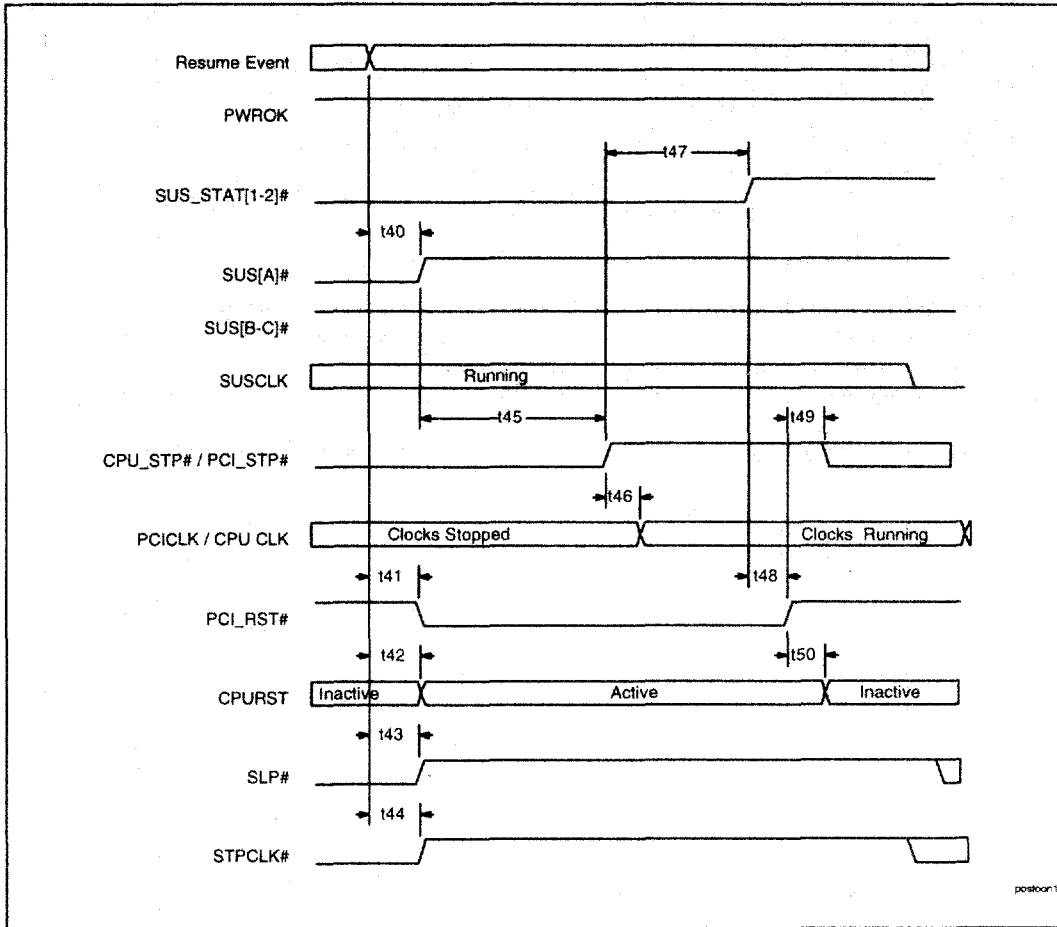 Resume Event
PWROK
t47
SUS_STAT[1-2]#
t40
SUS[A]#
SUS[B-C]#
SUSCLK Running
t45 t49
CPU_STP# / PCI_STP#
t46
PCICLK / CPU CLK Clocks Stopped Clocks Running
t41 t48
PCI_RST#
t42 t50
CPURST Inactive Active Inactive
t43
SLP#
t44
STPCLK#